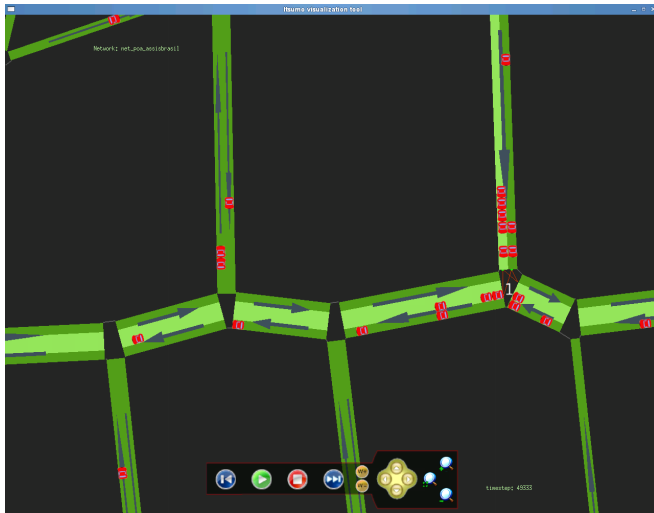 Itsumo visualization tool
Network: net_poa_assisbrasil
1
timestep: 49333